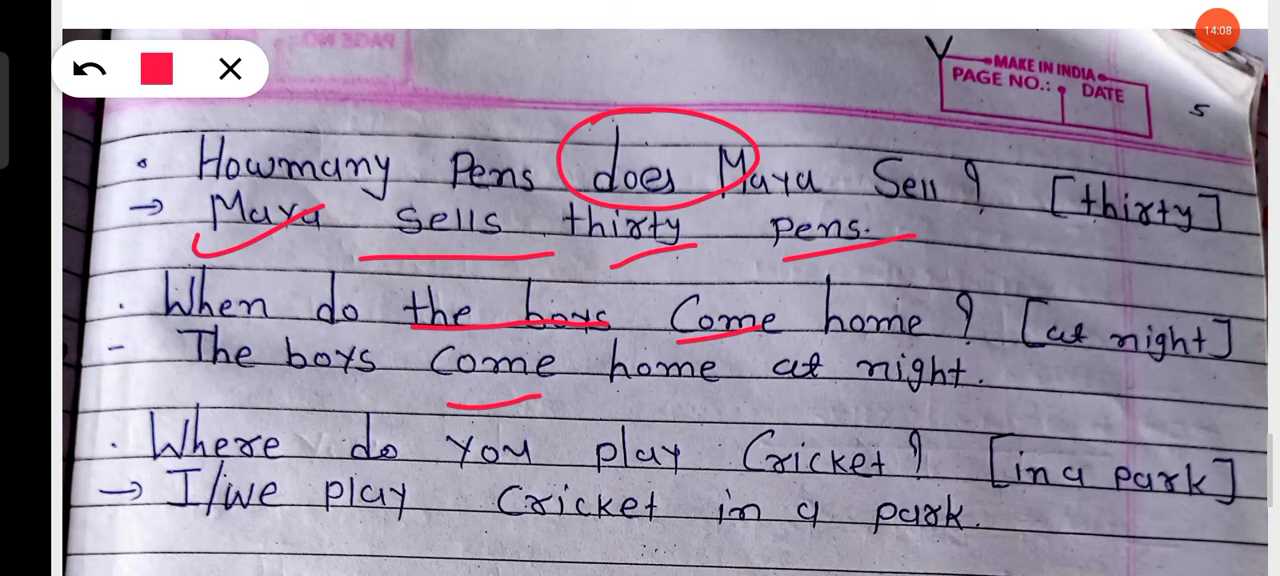 14:08
MAKE IN INDIA
PAGE NO.: DATE
5
. Howmany Pens does Maya Sell ? [thirty]
→ Maya sells thirty pens.
. When do the boys Come home ? [at night]
- The boys come home at night.
. Where do you play Cricket ? [in a park]
→ I/we play Cricket in a park.